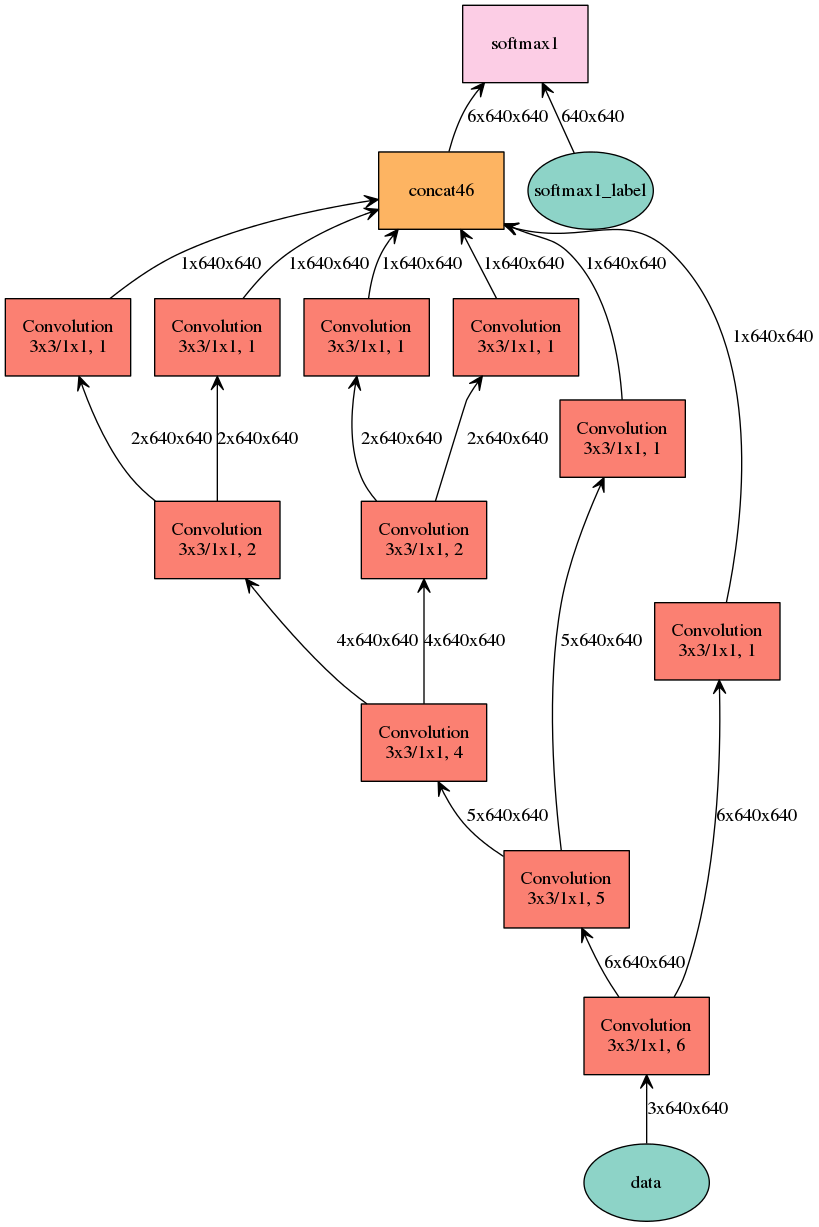 softmax1
6x640x640
640x640
concat46
softmax1_label
1x640x640
1x640x640
1x640x640
1x640x640
1x640x640
1x640x640
Convolution
3x3/1x1, 1
Convolution
3x3/1x1, 1
Convolution
3x3/1x1, 1
Convolution
3x3/1x1, 1
2x640x640
2x640x640
2x640x640
2x640x640
Convolution
3x3/1x1, 1
Convolution
3x3/1x1, 2
Convolution
3x3/1x1, 2
4x640x640
4x640x640
5x640x640
Convolution
3x3/1x1, 1
Convolution
3x3/1x1, 4
5x640x640
6x640x640
Convolution
3x3/1x1, 5
6x640x640
Convolution
3x3/1x1, 6
3x640x640
data